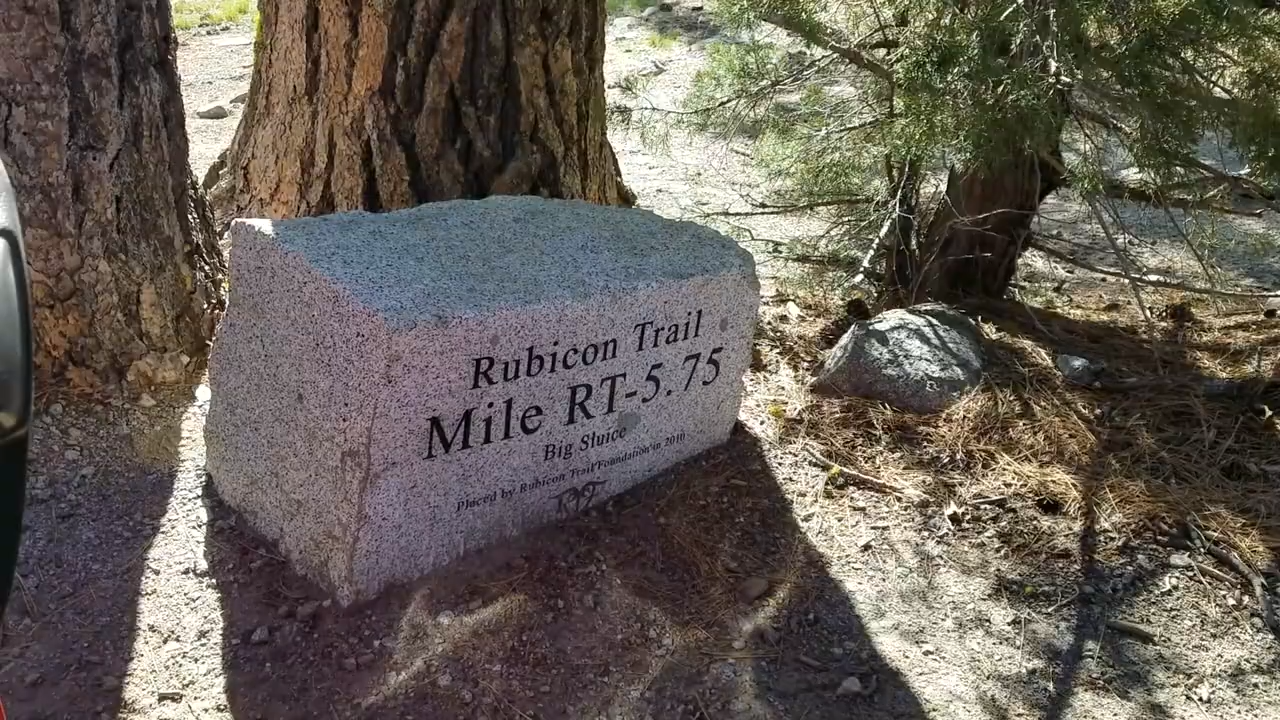 Rubicon Trail
Mile RT-5.75
Big Sluice
Placed by Rubicon Trail Foundation in 2010